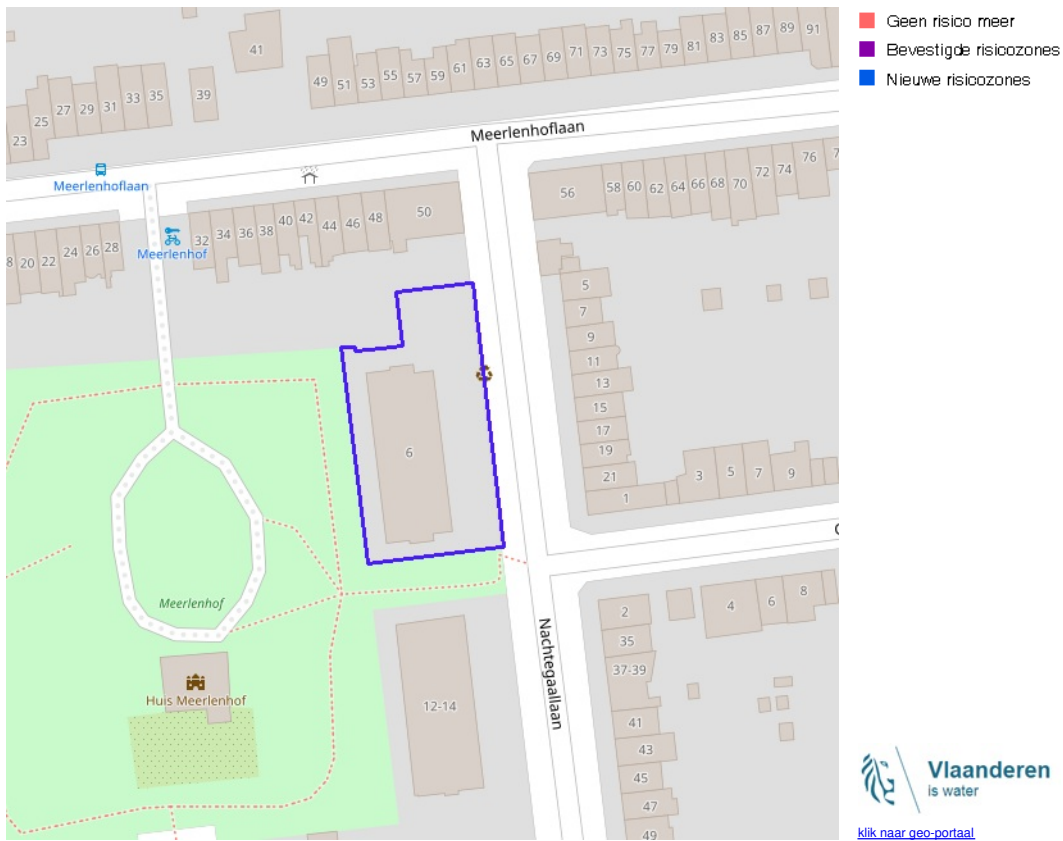 Geen risico meer
Bevestigde risicozones
Nieuwe risicozones
41
49 51 53 55 57 59 61 63 65 67 69 71 73 75 77 79 81 83 85 87 89 91
23 25 27 29 31 33 35
39
Meerlenhoflaan
Meerlenhoflaan
56 58 60 62 64 66 68 70 72 74 76 7
32 34 36 38 40 42 44 46 48 50
Meerlenhof
8 20 22 24 26 28
5
7
9
11
13
15
17
19
21
1
3 5 7 9
6
Meerlenhof
Huis Meerlenhof
12-14
Nachtegaallaan
2
4 6 8
35
37-39
41
43
45
47
49
Vlaanderen
is water
klik naar geo-portaal